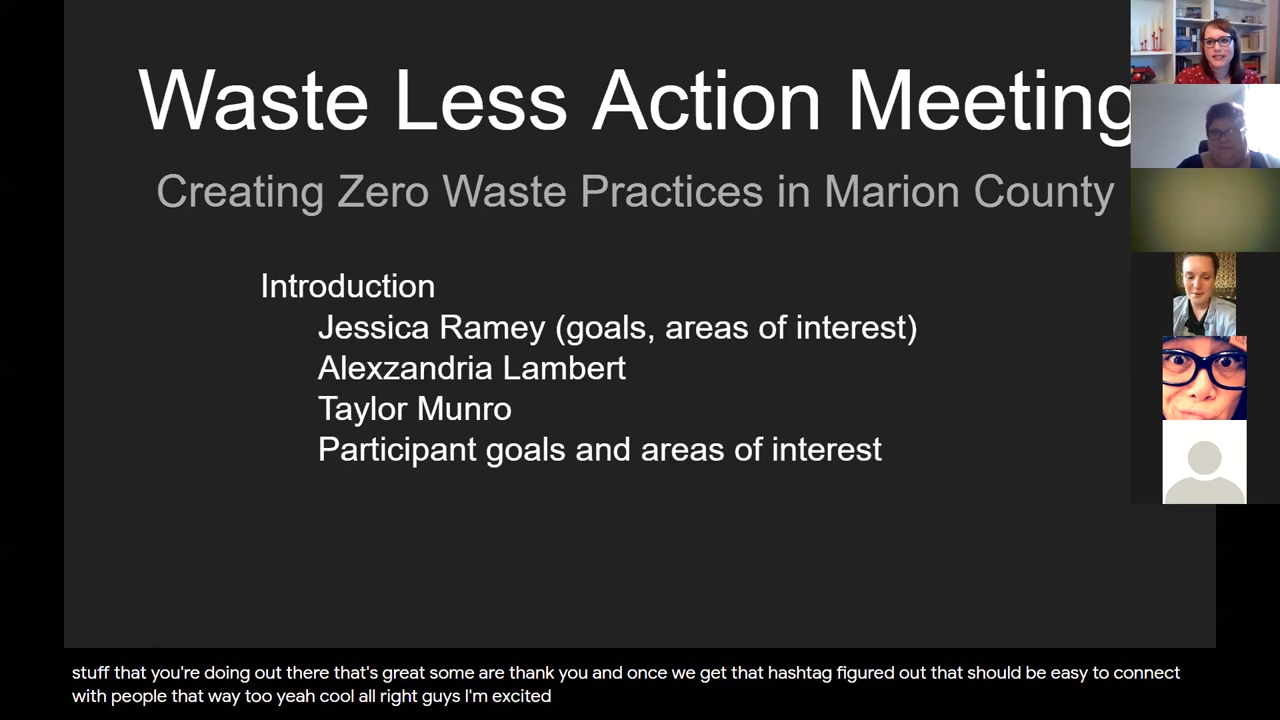 Waste Less Action Meeting
Creating Zero Waste Practices in Marion County
Introduction
Jessica Ramey (goals, areas of interest)
Alexzandria Lambert
Taylor Munro
Participant goals and areas of interest
stuff that you're doing out there that's great some are thank you and once we get that hashtag figured out that should be easy to connect
with people that way too yeah cool all right guys I'm excited